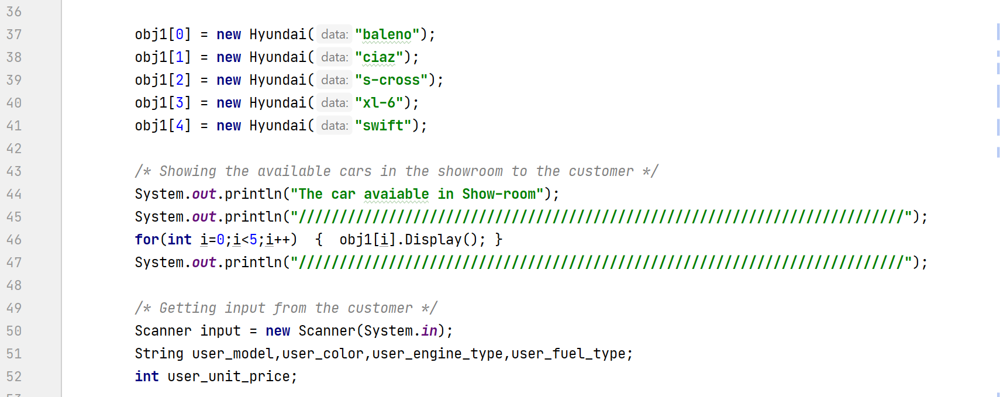 36
37 obj1[0] = new Hyundai( data: "baleno");
38 obj1[1] = new Hyundai( data: "ciaz");
39 obj1[2] = new Hyundai( data: "s-cross");
40 obj1[3] = new Hyundai( data: "xl-6");
41 obj1[4] = new Hyundai( data: "swift");
42
43 /* Showing the available cars in the showroom to the customer */
44 System.out.println("The car avaiable in Show-room");
45 System.out.println("//////////////////////////////////////////////////////////////////////////");
46 for(int i=0;i<5;i++)  {  obj1[i].Display(); }
47 System.out.println("//////////////////////////////////////////////////////////////////////////");
48
49 /* Getting input from the customer */
50 Scanner input = new Scanner(System.in);
51 String user_model,user_color,user_engine_type,user_fuel_type;
52 int user_unit_price;